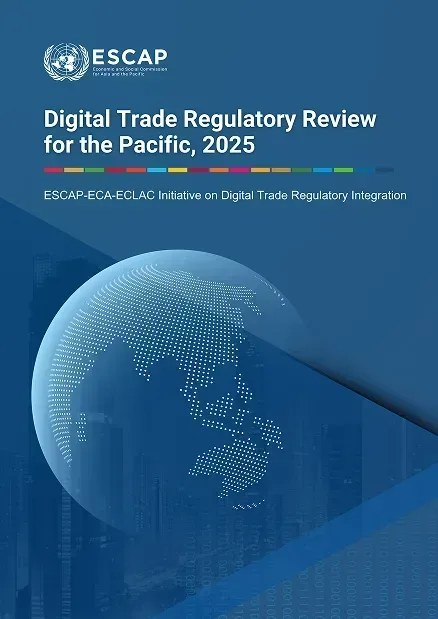 ESCAP
Economic and Social Commission
for Asia and the Pacific
Digital Trade Regulatory Review
for the Pacific, 2025
ESCAP-ECA-ECLAC Initiative on Digital Trade Regulatory Integration